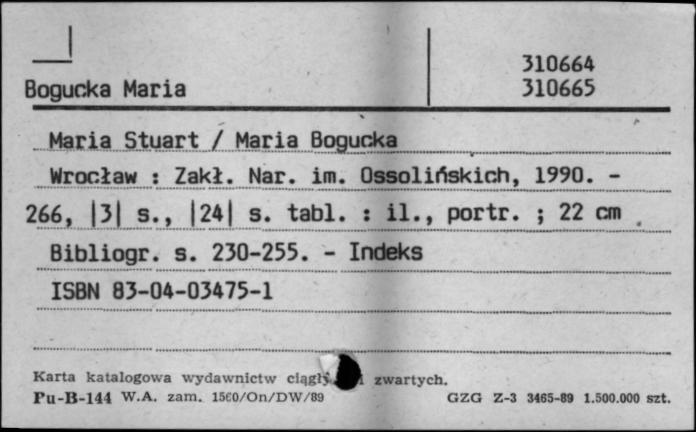 310664
Bogucka Maria 310665
Maria Stuart / Maria Bogucka
Wrocław : Zakł. Nar. im. Ossolińskich, 1990. -
266, |3| s., |24| s. tabl. : il., portr. ; 22 cm
Bibliogr. s. 230-255. - Indeks
ISBN 83-04-03475-1
Karta katalogowa wydawnictw zwartych.
Pu-B-144 W.A. zam. 1560/On/DW/89 GZG Z-3 3465-89 1.500.000 szt.